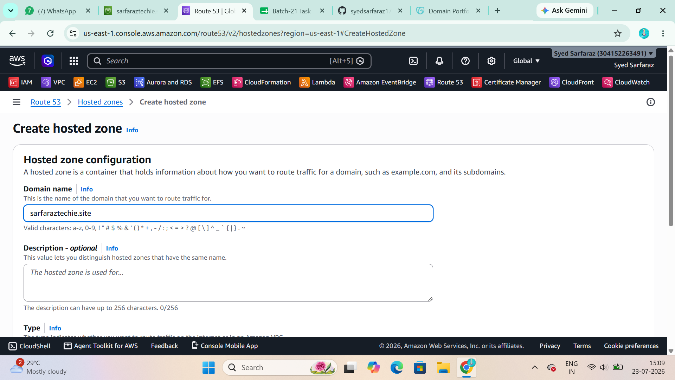 (7) WhatsApp
sarfaraztechie.
Route 53 | Glo
Batch-21 Task
syedsarfaraz1
Domain Portfo
Ask Gemini
us-east-1.console.aws.amazon.com/route53/v2/hostedzones?region=us-east-1#CreateHostedZone
aws
Search
[Alt+S]
Global
Syed Sarfaraz (304152263491)
Syed Sarfaraz
IAM
VPC
EC2
S3
Aurora and RDS
EFS
CloudFormation
Lambda
Amazon EventBridge
Route 53
Certificate Manager
CloudFront
CloudWatch
Route 53
Hosted zones
Create hosted zone
Create hosted zone Info
Hosted zone configuration
A hosted zone is a container that holds information about how you want to route traffic for a domain, such as example.com, and its subdomains.
Domain name Info
This is the name of the domain that you want to route traffic for.
sarfaraztechie.site
Valid characters: a-z, 0-9, ! " # $ % & ' ( ) * + , - / : ; < = > ? @ [ \ ] ^ _ ` { | } . ~
Description - optional Info
This value lets you distinguish hosted zones that have the same name.
The hosted zone is used for...
The description can have up to 256 characters. 0/256
Type Info
CloudShell
Agent Toolkit for AWS
Feedback
Console Mobile App
© 2026, Amazon Web Services, Inc. or its affiliates.
Privacy
Terms
Cookie preferences
29°C
Mostly cloudy
Search
ENG
IN
15:09
23-07-2026